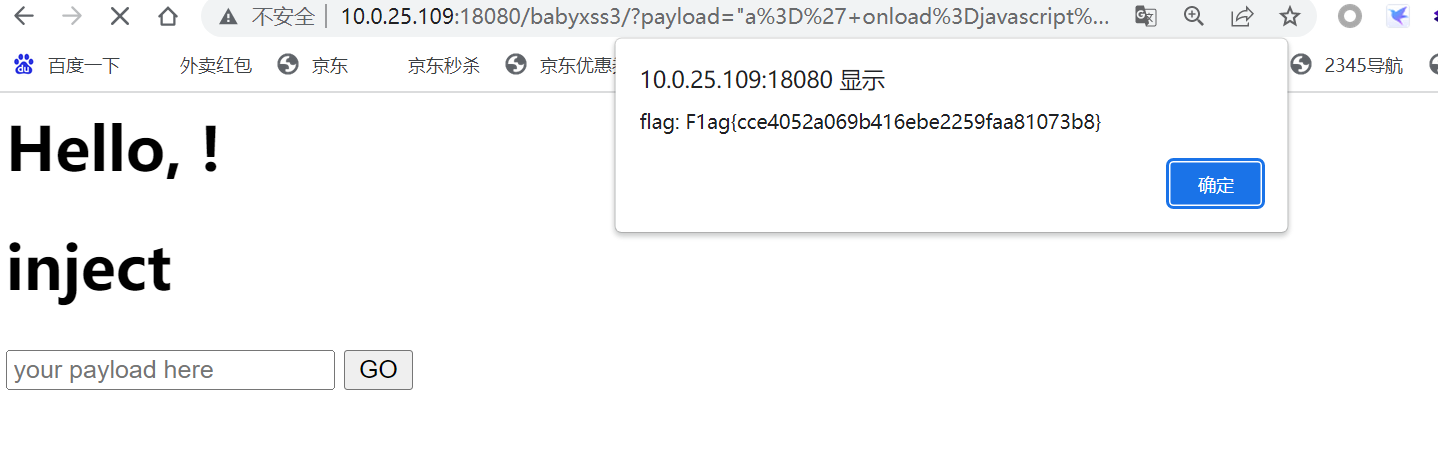 不安全 | 10.0.25.109:18080/babyxss3/?payload="a%3D%27+onload%3Djavascript%...
百度一下 外卖红包 京东 京东秒杀 京东优惠 2345导航
10.0.25.109:18080 显示
flag: F1ag{cce4052a069b416ebe2259faa81073b8}
确定
Hello, !
inject
your payload here GO